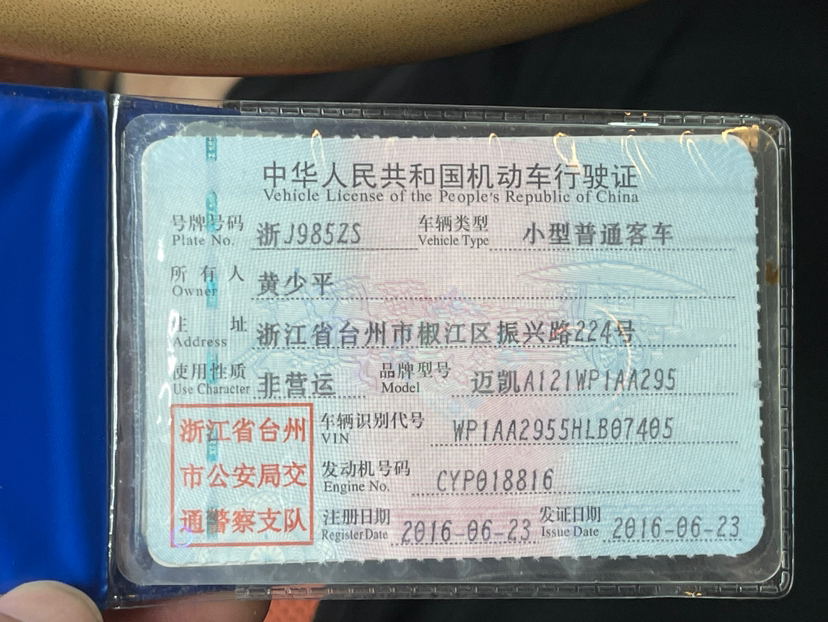 中华人民共和国机动车行驶证
Vehicle License of the People's Republic of China
号牌号码 浙J985ZS 车辆类型 小型普通客车
Plate No. Vehicle Type
所有人 黄少平
Owner
住址 浙江省台州市椒江区振兴路224号
Address
使用性质 非营运 品牌型号 迈凯A121WP1AA295
Use Character Model
浙江省台州
市公安局交
通警察支队
车辆识别代号 WP1AA2955HLB07405
VIN
发动机号码 CYP018816
Engine No.
注册日期 2016-06-23 发证日期 2016-06-23
Register Date Issue Date